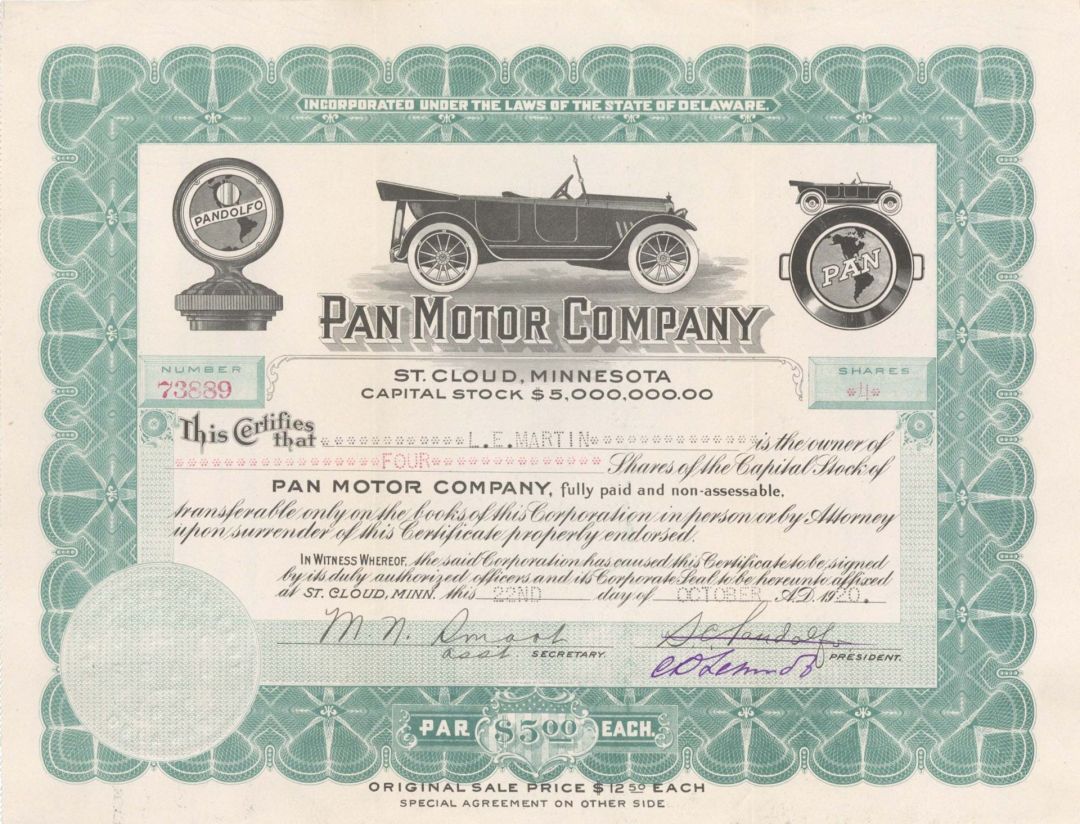 INCORPORATED UNDER THE LAWS OF THE STATE OF DELAWARE.
PANDOLFO
PAN
PAN MOTOR COMPANY
NUMBER
73889
ST. CLOUD, MINNESOTA
CAPITAL STOCK $5,000,000.00
SHARES
*4*
This Certifies that L.E. MARTIN is the owner of
FOUR Shares of the Capital Stock of
PAN MOTOR COMPANY, fully paid and non-assessable,
transferable only on the books of this Corporation in person or by Attorney
upon surrender of this Certificate properly endorsed.
IN WITNESS WHEREOF, the said Corporation has caused this Certificate to be signed
by its duly authorized officers and its Corporate Seal to be hereunto affixed
at ST. CLOUD, MINN. this 22ND day of OCTOBER A.D. 1920.
M. N. asst. SECRETARY.
S C Pandolfo PRESIDENT.
PAR $5.00 EACH.
ORIGINAL SALE PRICE $12.50 EACH
SPECIAL AGREEMENT ON OTHER SIDE